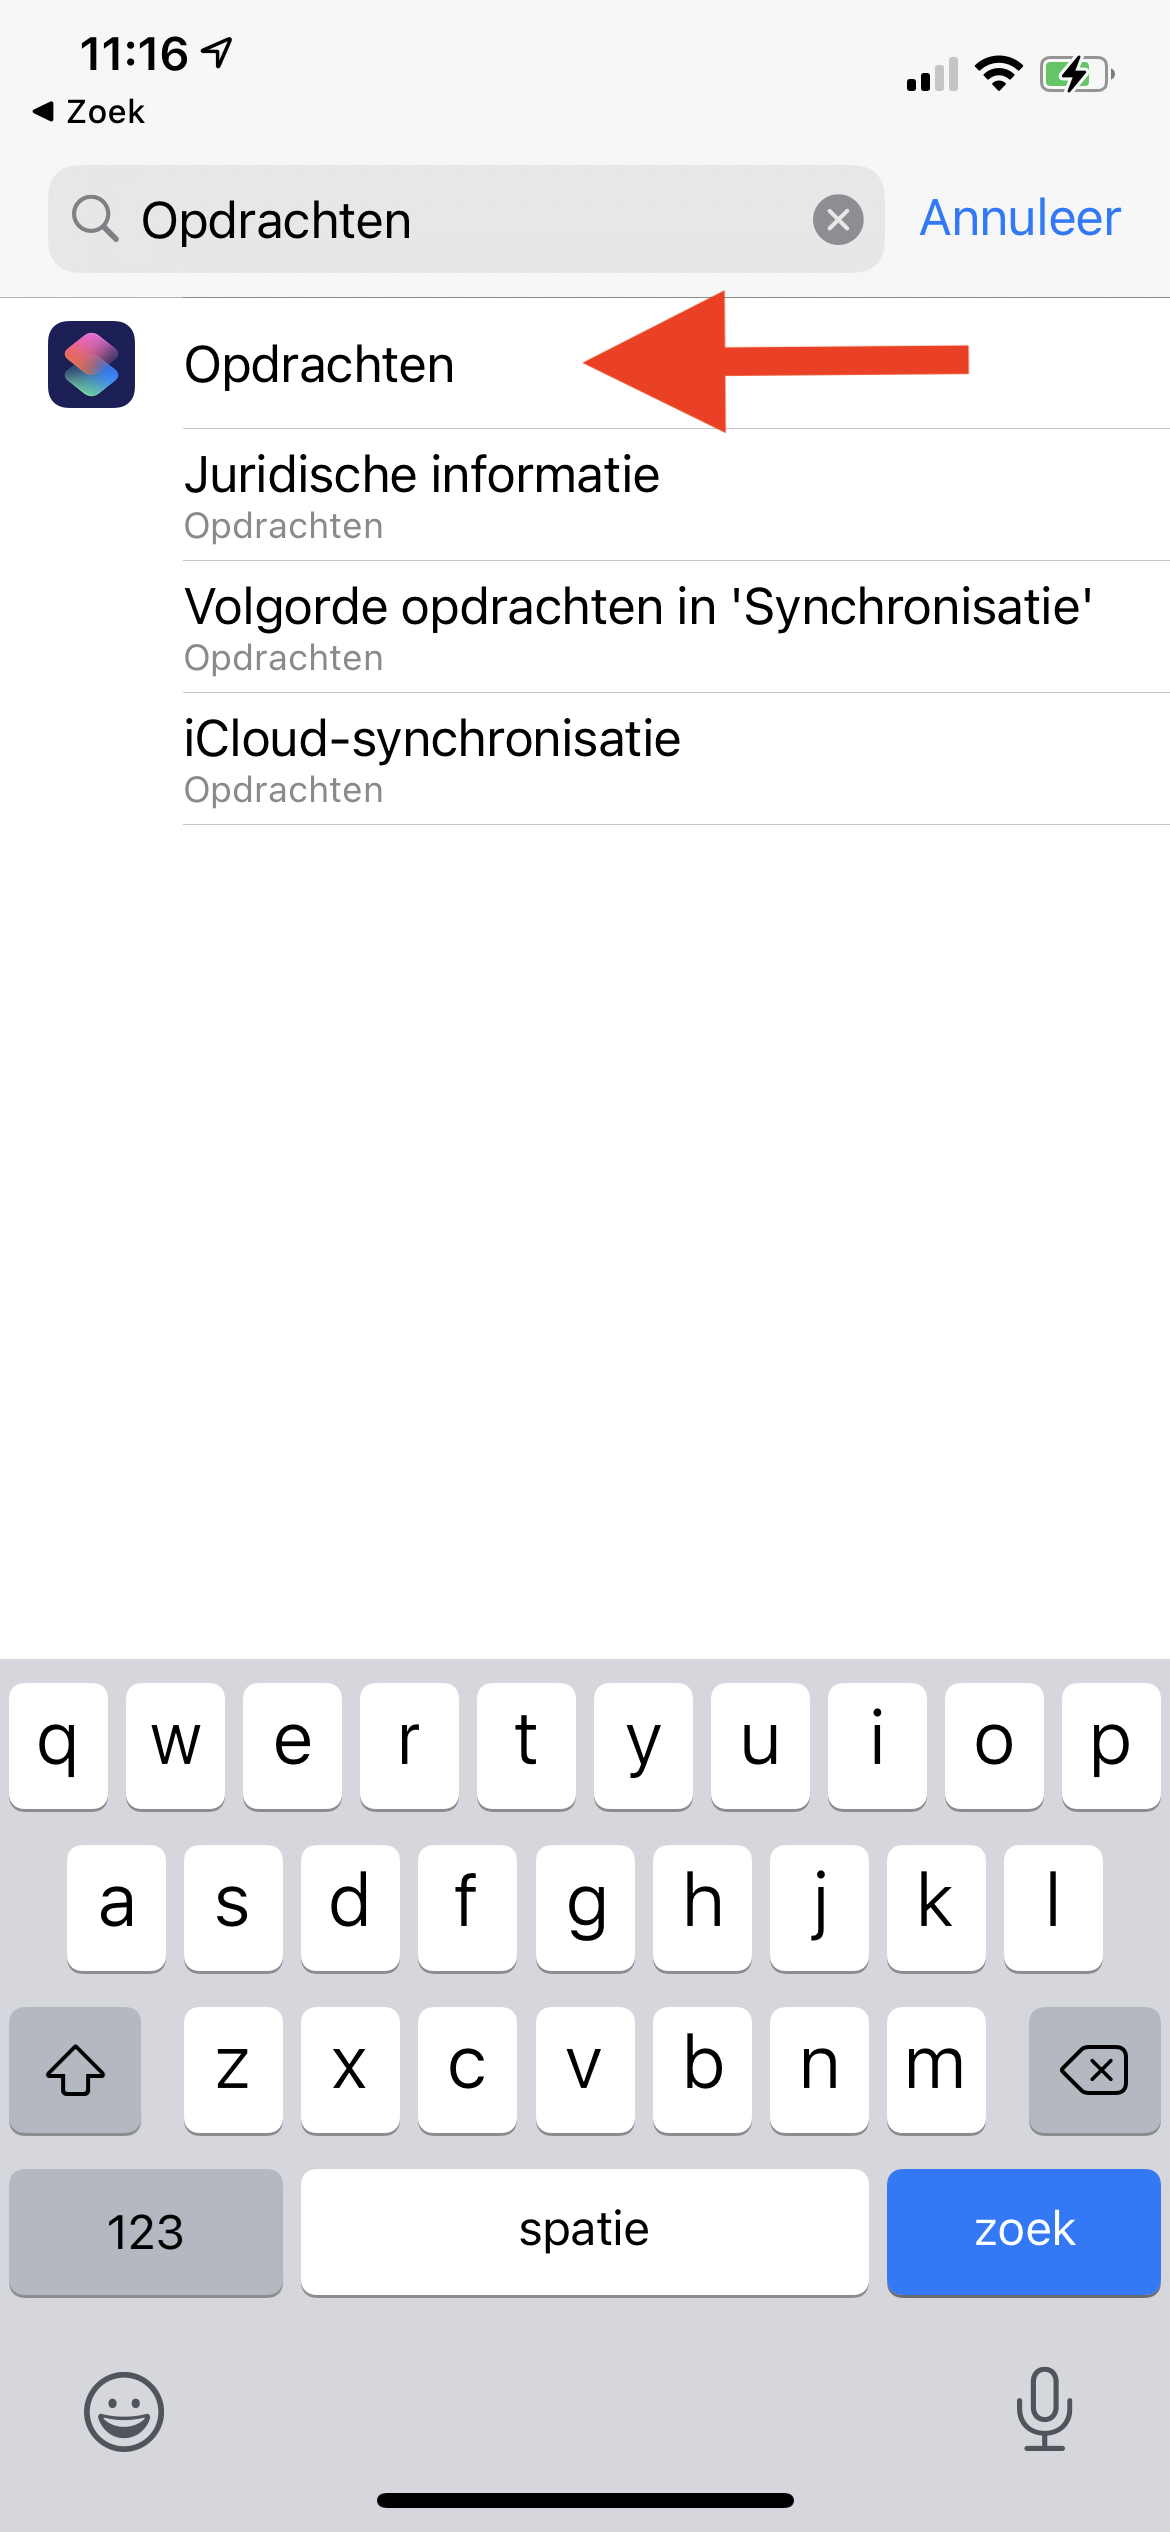 11:16
Zoek
Opdrachten
Annuleer
Opdrachten
Juridische informatie
Opdrachten
Volgorde opdrachten in 'Synchronisatie'
Opdrachten
iCloud-synchronisatie
Opdrachten
q w e r t y u i o p
a s d f g h j k l
z x c v b n m
123 spatie zoek